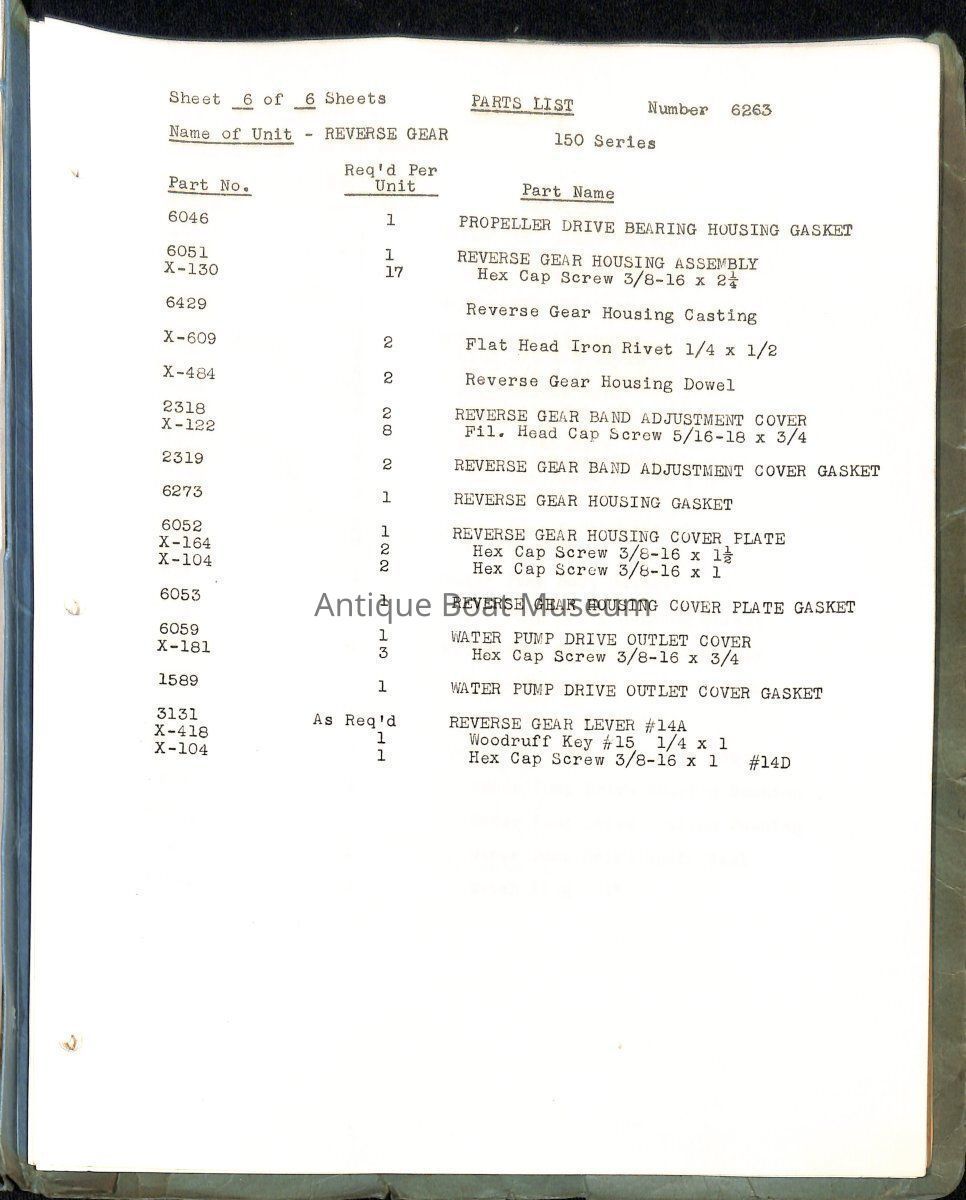 Sheet 6 of 6 Sheets PARTS LIST Number 6263
Name of Unit - REVERSE GEAR 150 Series
Req'd Per
Part No. Unit Part Name
6046 1 PROPELLER DRIVE BEARING HOUSING GASKET
6051 1 REVERSE GEAR HOUSING ASSEMBLY
X-130 17 Hex Cap Screw 3/8-16 x 2¼
6429 Reverse Gear Housing Casting
X-609 2 Flat Head Iron Rivet 1/4 x 1/2
X-484 2 Reverse Gear Housing Dowel
2318 2 REVERSE GEAR BAND ADJUSTMENT COVER
X-122 8 Fil. Head Cap Screw 5/16-18 x 3/4
2319 2 REVERSE GEAR BAND ADJUSTMENT COVER GASKET
6273 1 REVERSE GEAR HOUSING GASKET
6052 1 REVERSE GEAR HOUSING COVER PLATE
X-164 2 Hex Cap Screw 3/8-16 x 1½
X-104 2 Hex Cap Screw 3/8-16 x 1
6053 1 REVERSE GEAR HOUSING COVER PLATE GASKET
Antique Boat Museum
6059 1 WATER PUMP DRIVE OUTLET COVER
X-181 3 Hex Cap Screw 3/8-16 x 3/4
1589 1 WATER PUMP DRIVE OUTLET COVER GASKET
3131 As Req'd REVERSE GEAR LEVER #14A
X-418 1 Woodruff Key #15 1/4 x 1
X-104 1 Hex Cap Screw 3/8-16 x 1 #14D